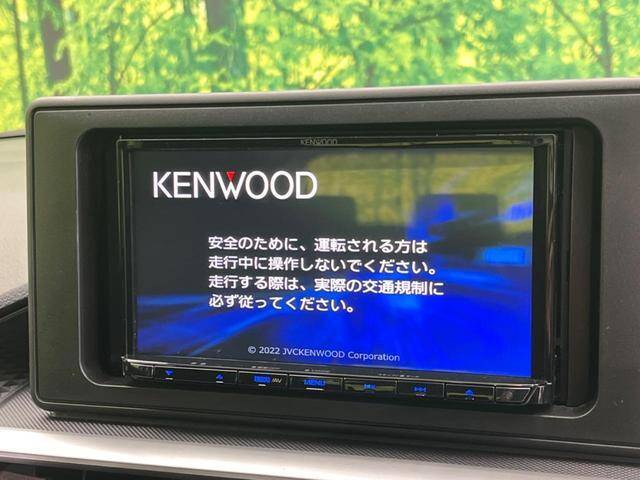 KENWOOD
KENWOOD
安全のために、運転される方は
走行中に操作しないでください。
走行する際は、実際の交通規制に
必ず従ってください。
© 2022 JVCKENWOOD Corporation
MENU